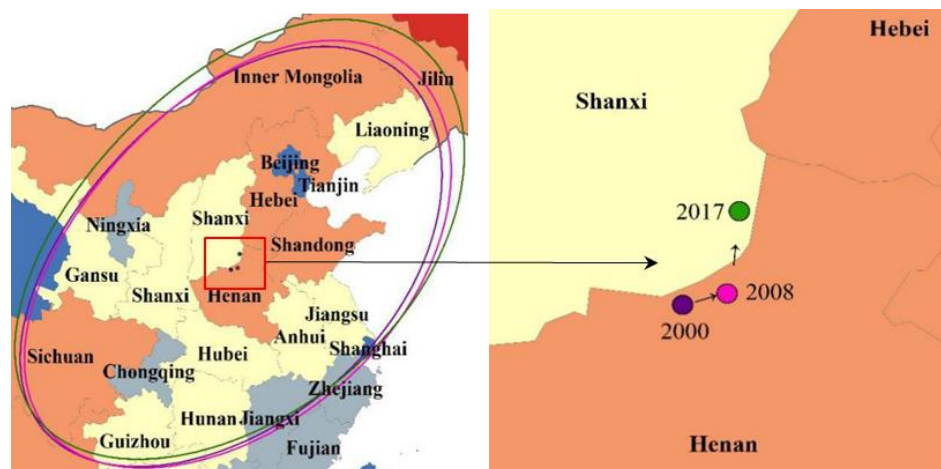 Inner Mongolia
Jilin
Liaoning
Beijing
Tianjin
Hebei
Ningxia
Shanxi
Shandong
Gansu
Shanxi
Henan
Jiangsu
Anhui
Sichuan
Hubei
Shanghai
Chongqing
Zhejiang
Hunan
Jiangxi
Guizhou
Fujian
Hebei
Shanxi
2017
2008
2000
Henan